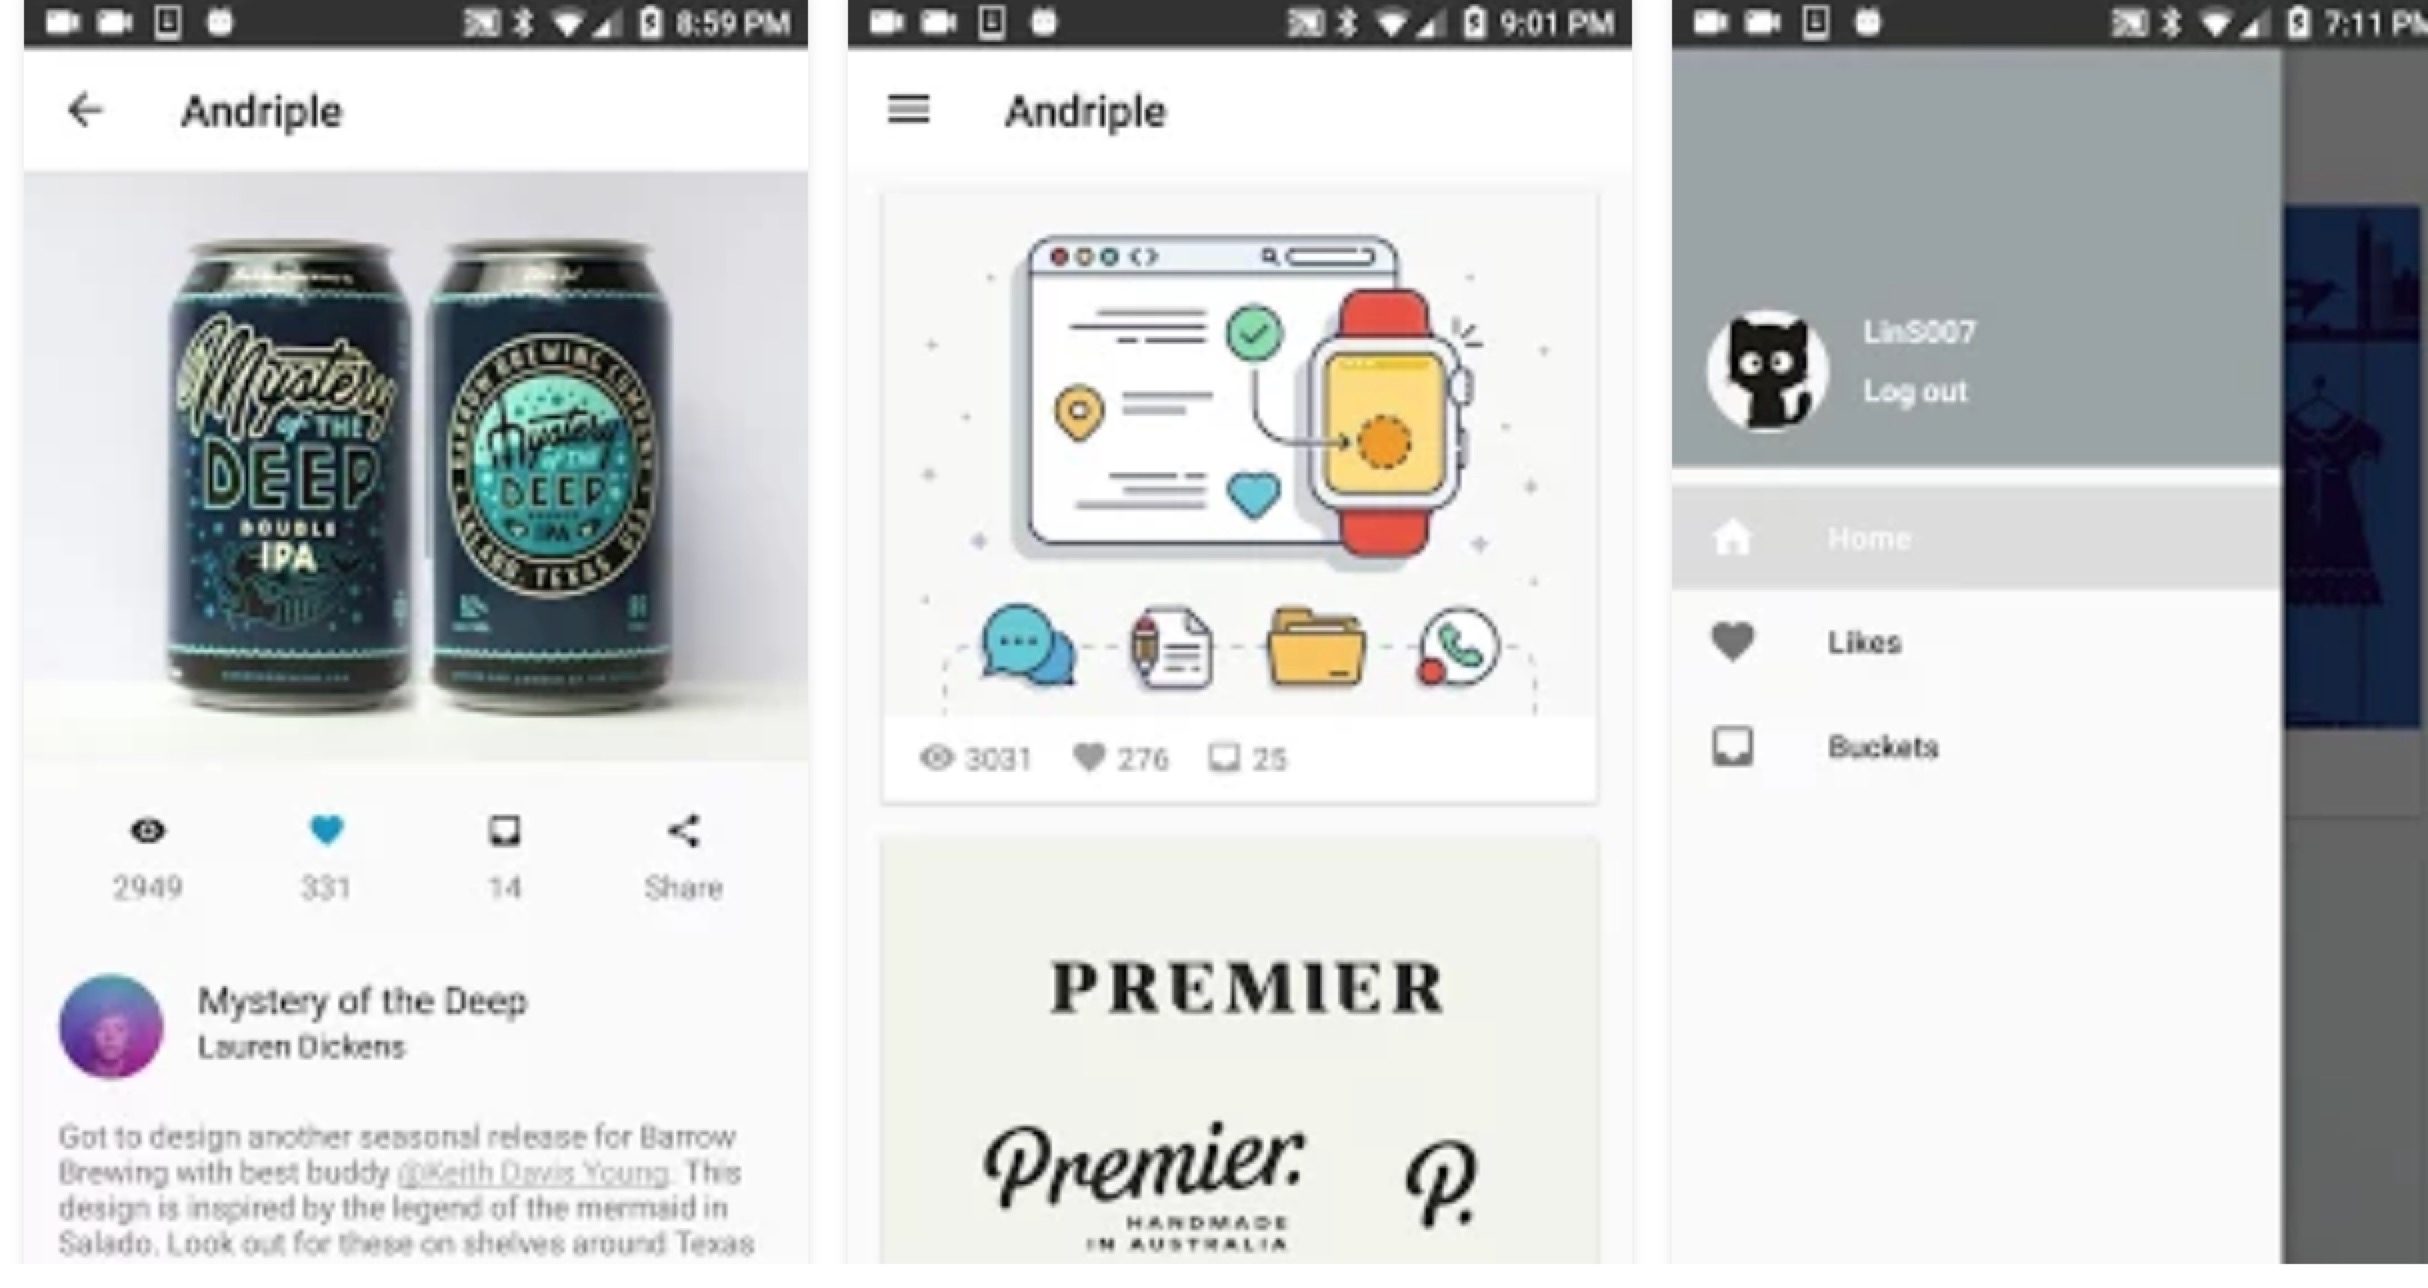 8:59 PM
Andriple
Mystery
of THE
DEEP
DOUBLE
IPA
BREWING COMPANY
Mystery
OF THE
DEEP
IPA
TEXAS, USA
2949
331
14
Share
Mystery of the Deep
Lauren Dickens
Got to design another seasonal release for Barrow
Brewing with best buddy @Keith Davis Young. This
design is inspired by the legend of the mermaid in
Salado. Look out for these on shelves around Texas
9:01 PM
Andriple
3031
276
25
PREMIER
Premier.
P.
HANDMADE
IN AUSTRALIA
7:11 PM
LinS007
Log out
Home
Likes
Buckets